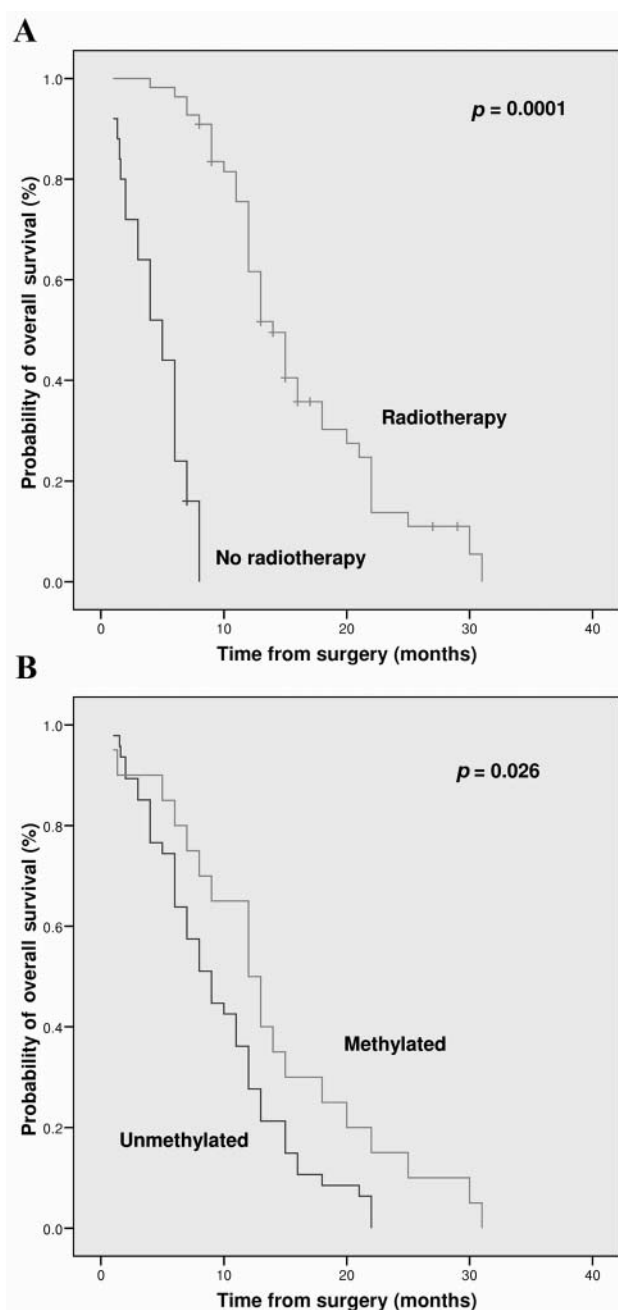 A
p = 0.0001
1.0
0.8
0.6
0.4
0.2
0.0
Probability of overall survival (%)
Radiotherapy
No radiotherapy
0
10
20
30
40
Time from surgery (months)
B
p = 0.026
1.0
0.8
0.6
0.4
0.2
0.0
Probability of overall survival (%)
Methylated
Unmethylated
0
10
20
30
40
Time from surgery (months)